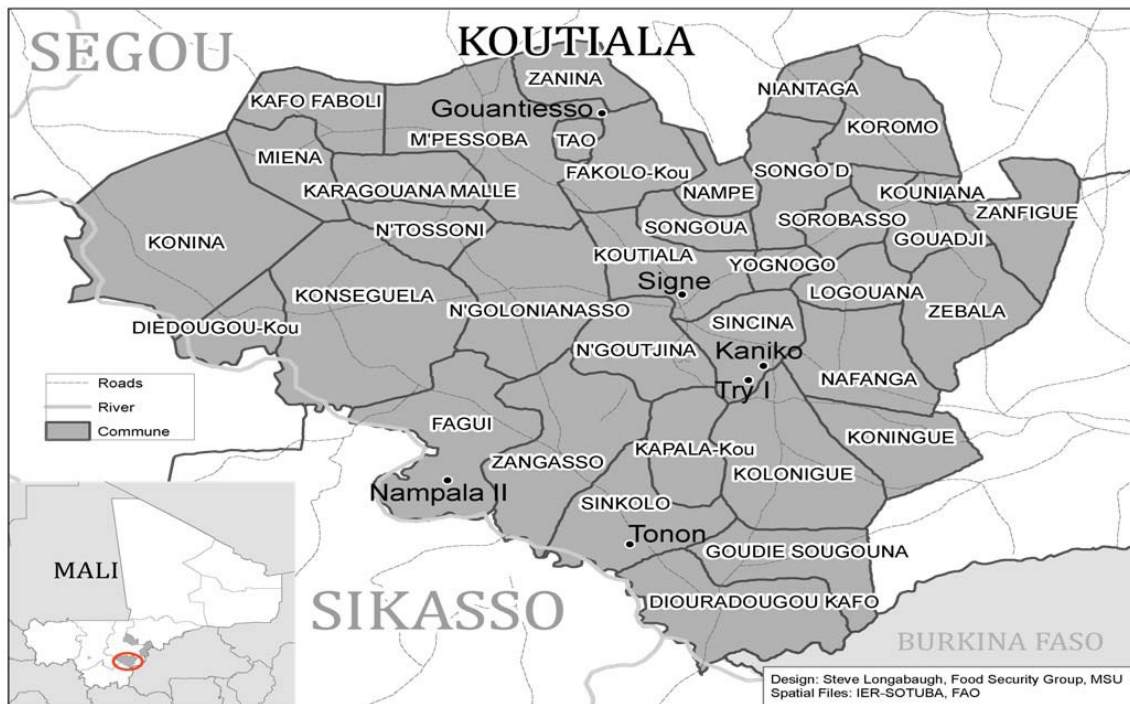 SEGOU
KOUTIALA
ZANINA
KAFO FABOLI
Gouantiesso
NIANTAGA
KOROMO
M'PESSOBA
TAO
MIENA
FAKOLO-Kou
SONGO D
KARAGOUANA MALLE
NAMPE
KOUNIANA
ZANFIGUE
SONGOUA
SOROBASSO
N'TOSSONI
GOUADJI
KONINA
KOUTIALA
YOGNOGO
Signe
LOGOUANA
KONSEGUELA
N'GOLONIANASSO
ZEBALA
DIEDOUGOU-Kou
SINCINA
N'GOUTJINA
Kaniko
NAFANGA
Try I
Roads
River
Commune
FAGUI
KAPALA-Kou
KONINGUE
ZANGASSO
KOLONIGUE
Nampala II
SINKOLO
Tonon
GOUDIE SOUGOUNA
MALI
SIKASSO
DIOURADOUGOU KAFO
BURKINA FASO
Design: Steve Longabaugh, Food Security Group, MSU
Spatial Files: IER-SOTUBA, FAO